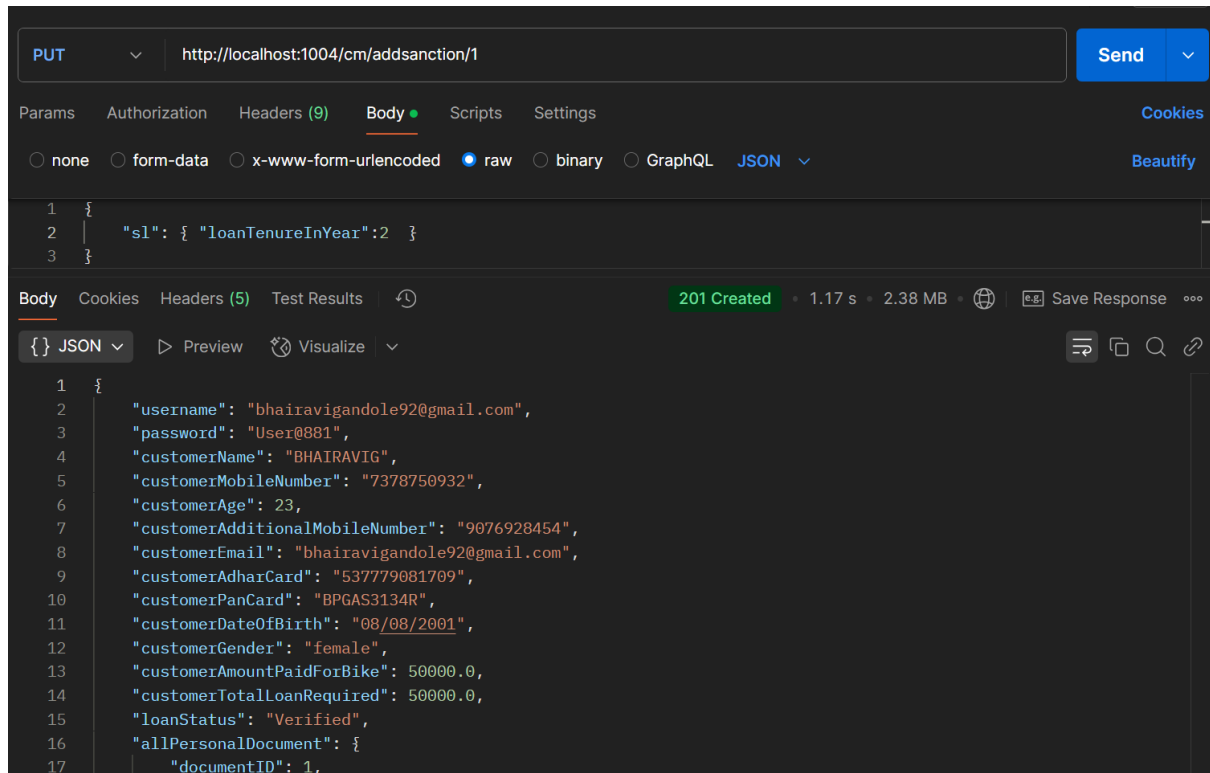 PUT http://localhost:1004/cm/addsanction/1 Send
Params Authorization Headers (9) Body Scripts Settings Cookies
none form-data x-www-form-urlencoded raw binary GraphQL JSON Beautify
1 {
2 "sl": { "loanTenureInYear":2 }
3 }
Body Cookies Headers (5) Test Results 201 Created 1.17 s 2.38 MB e.g. Save Response
{} JSON Preview Visualize
1 {
2 "username": "bhairavigandole92@gmail.com",
3 "password": "User@881",
4 "customerName": "BHAIRAVIG",
5 "customerMobileNumber": "7378750932",
6 "customerAge": 23,
7 "customerAdditionalMobileNumber": "9076928454",
8 "customerEmail": "bhairavigandole92@gmail.com",
9 "customerAdharCard": "537779081709",
10 "customerPanCard": "BPGAS3134R",
11 "customerDateOfBirth": "08/08/2001",
12 "customerGender": "female",
13 "customerAmountPaidForBike": 50000.0,
14 "customerTotalLoanRequired": 50000.0,
15 "loanStatus": "Verified",
16 "allPersonalDocument": {
17 "documentID": 1,